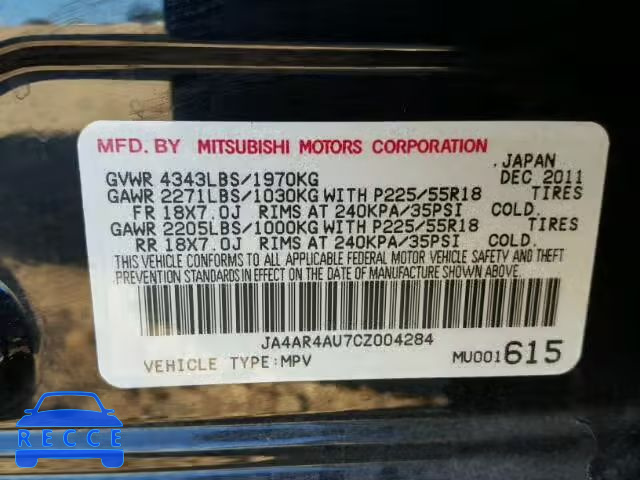 MFD. BY MITSUBISHI MOTORS CORPORATION
, JAPAN
GVWR 4343LBS/1970KG DEC 2011
GAWR 2271LBS/1030KG WITH P225/55R18 TIRES
FR 18X7.0J RIMS AT 240KPA/35PSI COLD.
GAWR 2205LBS/1000KG WITH P225/55R18 TIRES
RR 18X7.0J RIMS AT 240KPA/35PSI COLD.
THIS VEHICLE CONFORMS TO ALL APPLICABLE FEDERAL MOTOR VEHICLE SAFETY AND THEFT
PREVENTION STANDARDS IN EFFECT ON THE DATE OF MANUFACTURE SHOWN ABOVE.
JA4AR4AU7CZ004284
VEHICLE TYPE:MPV MU001615
VIN CODE